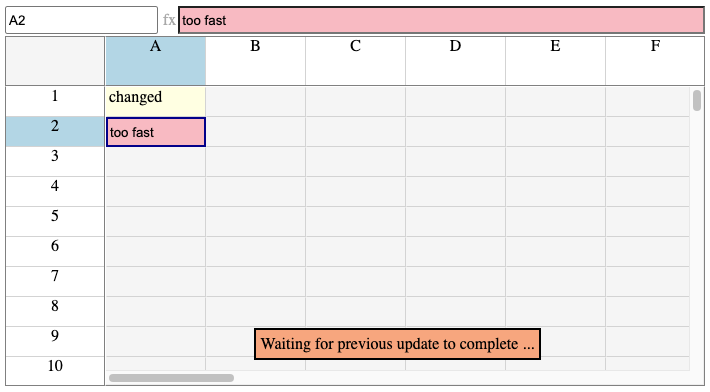 A2 fx too fast
A B C D E F
1 changed
2 too fast
3
4
5
6
7
8
9 Waiting for previous update to complete ...
10